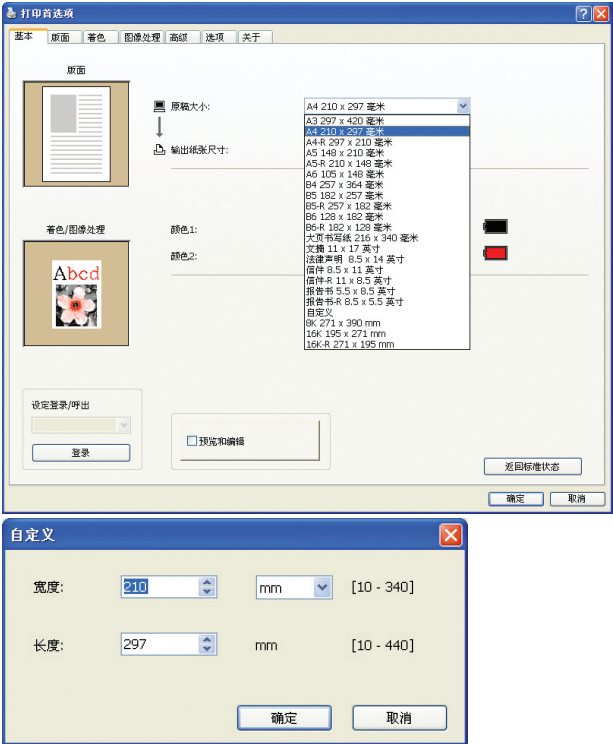 打印首选项
基本 版面 着色 图像处理 高级 选项 关于
版面
原稿大小: A4 210 x 297 毫米
A3 297 x 420 毫米
A4 210 x 297 毫米
A4-R 297 x 210 毫米
输出纸张尺寸:
A5 148 x 210 毫米
A5-R 210 x 148 毫米
A6 105 x 148 毫米
B4 257 x 364 毫米
B5 182 x 257 毫米
B5-R 257 x 182 毫米
B6 128 x 182 毫米
B6-R 182 x 128 毫米
大页书写纸 216 x 340 毫米
文摘 11 x 17 英寸
法律声明 8.5 x 14 英寸
信件 8.5 x 11 英寸
信件-R 11 x 8.5 英寸
报告书 5.5 x 8.5 英寸
报告书-R 8.5 x 5.5 英寸
自定义
8K 271 x 390 mm
16K 195 x 271 mm
16K-R 271 x 195 mm
着色/图像处理
颜色1:
颜色2:
Abcd
设定登录/呼出
登录
预览和编辑
返回标准状态
确定 取消
自定义
宽度: 210 mm [10 - 340]
长度: 297 mm [10 - 440]
确定 取消